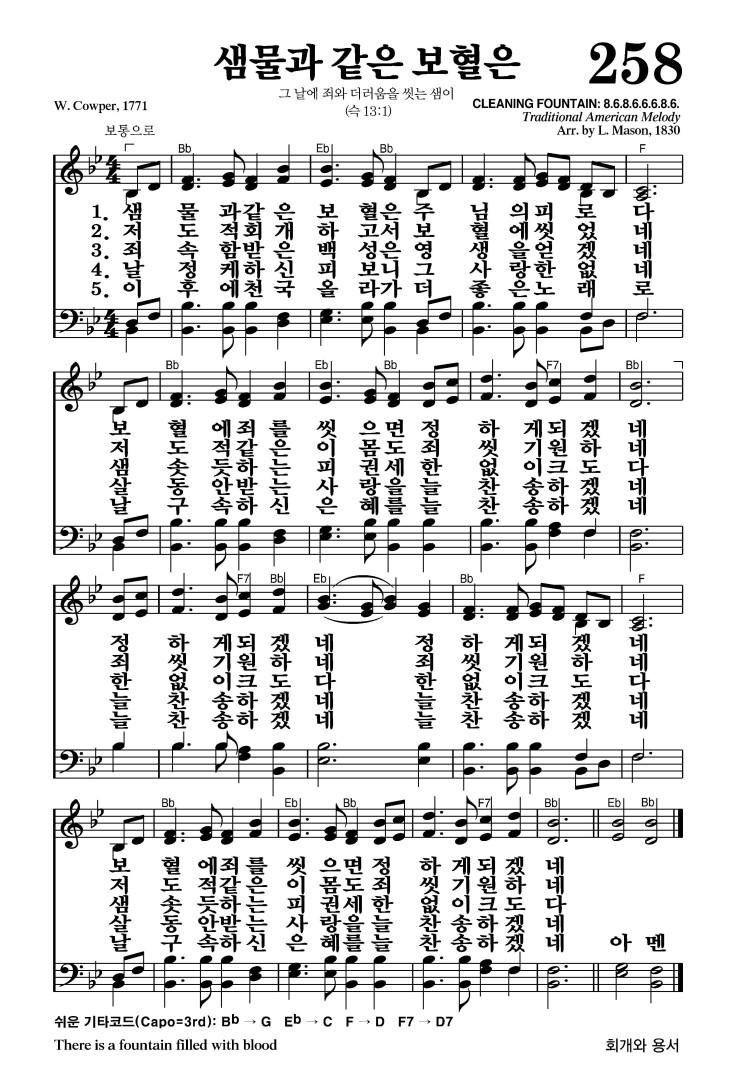 샘물과 같은 보혈은 258
그 날에 죄와 더러움을 씻는 샘이
(슥 13:1)
W. Cowper, 1771
CLEANING FOUNTAIN: 8.6.8.6.6.6.8.6.
Traditional American Melody
Arr. by L. Mason, 1830
보통으로
Bb Eb Bb F
1. 샘 물 과같 은 보 혈은 주 님 의피 로 다
2. 저 도 적회 개 하 고서 보 혈 에씻 었 네
3. 죄 속 함받 은 백 성은 영 생 을얻 겠 네
4. 날 정 케하 신 피 보니 그 사 랑한 없 네
5. 이 후 에천 국 올 라가 더 좋 은노 래 로
Bb Eb Bb F7 Bb
보 혈 에죄 를 씻 으면 정 하 게되 겠 네
저 도 적같 은 이 몸도 죄 씻 기원 하 네
샘 솟 듯하 는 피 권세 한 없 이크 도 다
살 동 안받 는 사 랑을 늘 찬 송하 겠 네
날 구 속하 신 은 혜를 늘 찬 송하 겠 네
F7 Bb Eb Bb F
정 하 게되 겠 네 정 하 게되 겠 네
죄 씻 기원 하 네 죄 씻 기원 하 네
한 없 이크 도 다 한 없 이크 도 다
늘 찬 송하 겠 네 늘 찬 송하 겠 네
늘 찬 송하 겠 네 늘 찬 송하 겠 네
Bb Eb Bb F7 Bb Eb Bb
보 혈 에죄 를 씻 으면 정 하 게되 겠 네
저 도 적같 은 이 몸도 죄 씻 기원 하 네
샘 솟 듯하 는 피 권세 한 없 이크 도 다
살 동 안받 는 사 랑을 늘 찬 송하 겠 네
날 구 속하 신 은 혜를 늘 찬 송하 겠 네 아 멘
쉬운 기타코드(Capo=3rd): Bb → G Eb → C F → D F7 → D7
There is a fountain filled with blood 회개와 용서